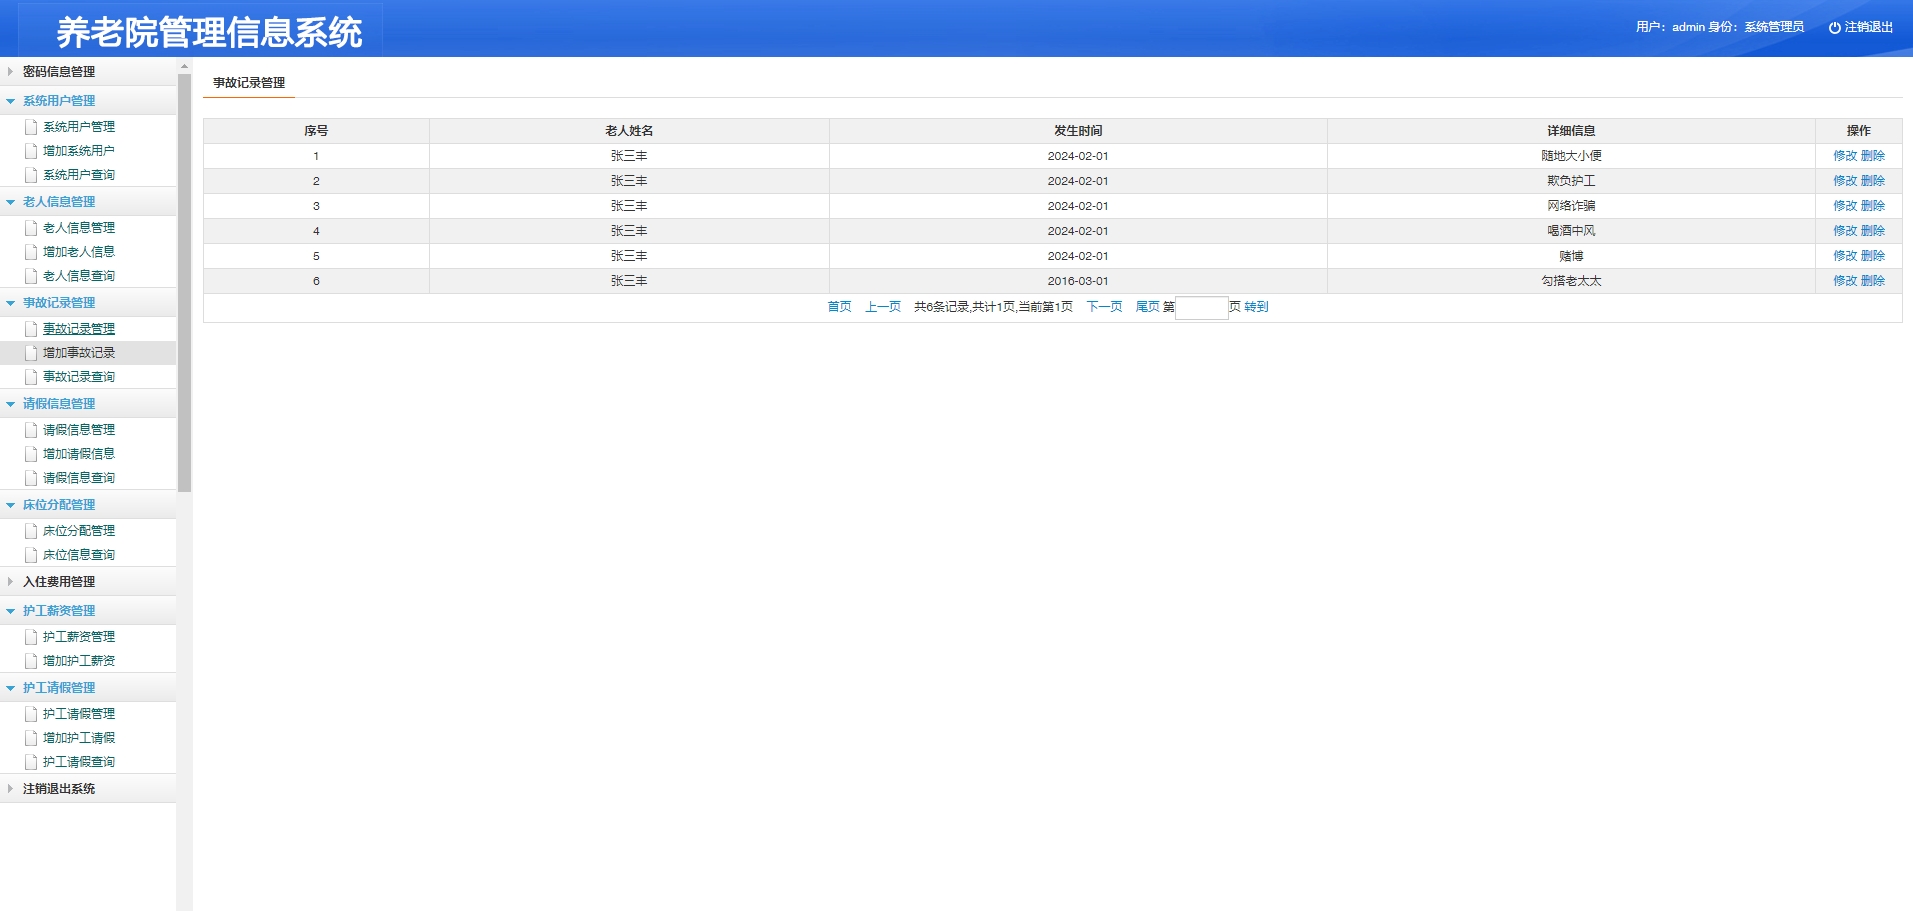 养老院管理信息系统
用户：admin 身份：系统管理员 注销退出
密码信息管理
系统用户管理
系统用户管理
增加系统用户
系统用户查询
老人信息管理
老人信息管理
增加老人信息
老人信息查询
事故记录管理
事故记录管理
增加事故记录
事故记录查询
请假信息管理
请假信息管理
增加请假信息
请假信息查询
床位分配管理
床位分配管理
床位信息查询
入住费用管理
护工薪资管理
护工薪资管理
增加护工薪资
护工请假管理
护工请假管理
增加护工请假
护工请假查询
注销退出系统
事故记录管理
序号 老人姓名 发生时间 详细信息 操作
1 张三丰 2024-02-01 随地大小便 修改 删除
2 张三丰 2024-02-01 欺负护工 修改 删除
3 张三丰 2024-02-01 网络诈骗 修改 删除
4 张三丰 2024-02-01 喝酒中风 修改 删除
5 张三丰 2024-02-01 赌博 修改 删除
6 张三丰 2016-03-01 勾搭老太太 修改 删除
首页 上一页 共6条记录,共计1页,当前第1页 下一页 尾页 第 页 转到